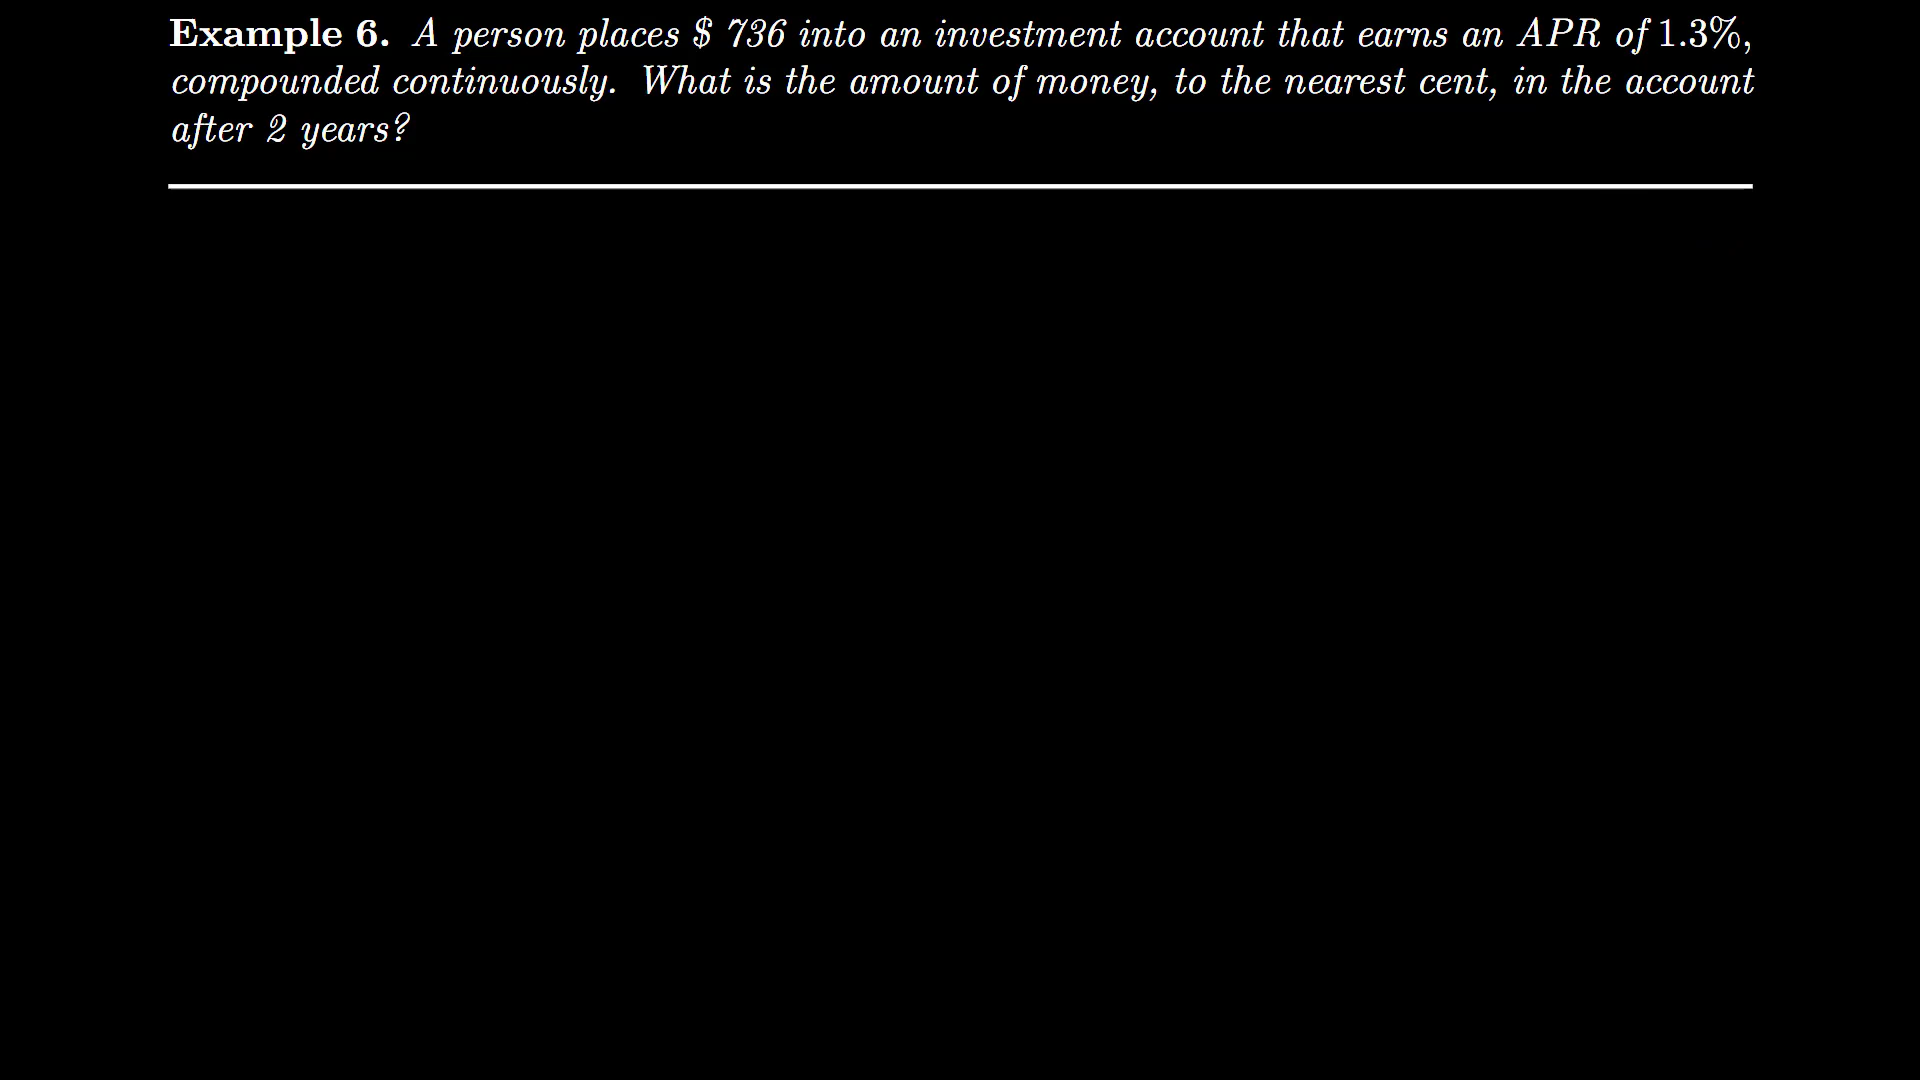 Example 6. A person places $ 736 into an investment account that earns an APR of 1.3%,
compounded continuously. What is the amount of money, to the nearest cent, in the account
after 2 years?